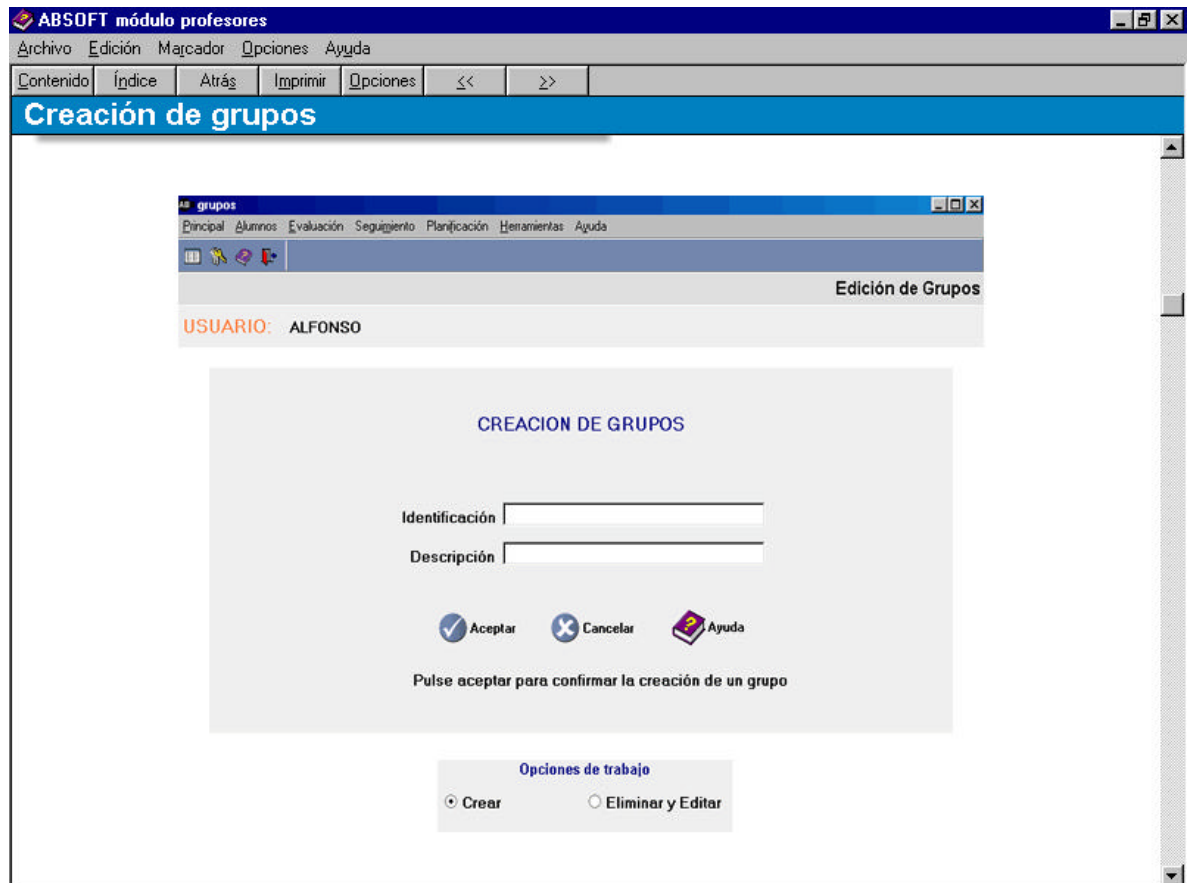 ABSOFT módulo profesores
Archivo Edición Marcador Opciones Ayuda
Contenido Índice Atrás Imprimir Opciones << >>
Creación de grupos
grupos
Principal Alumnos Evaluación Seguimiento Planificación Herramientas Ayuda
Edición de Grupos
USUARIO: ALFONSO
CREACION DE GRUPOS
Identificación
Descripción
Aceptar Cancelar Ayuda
Pulse aceptar para confirmar la creación de un grupo
Opciones de trabajo
Crear Eliminar y Editar